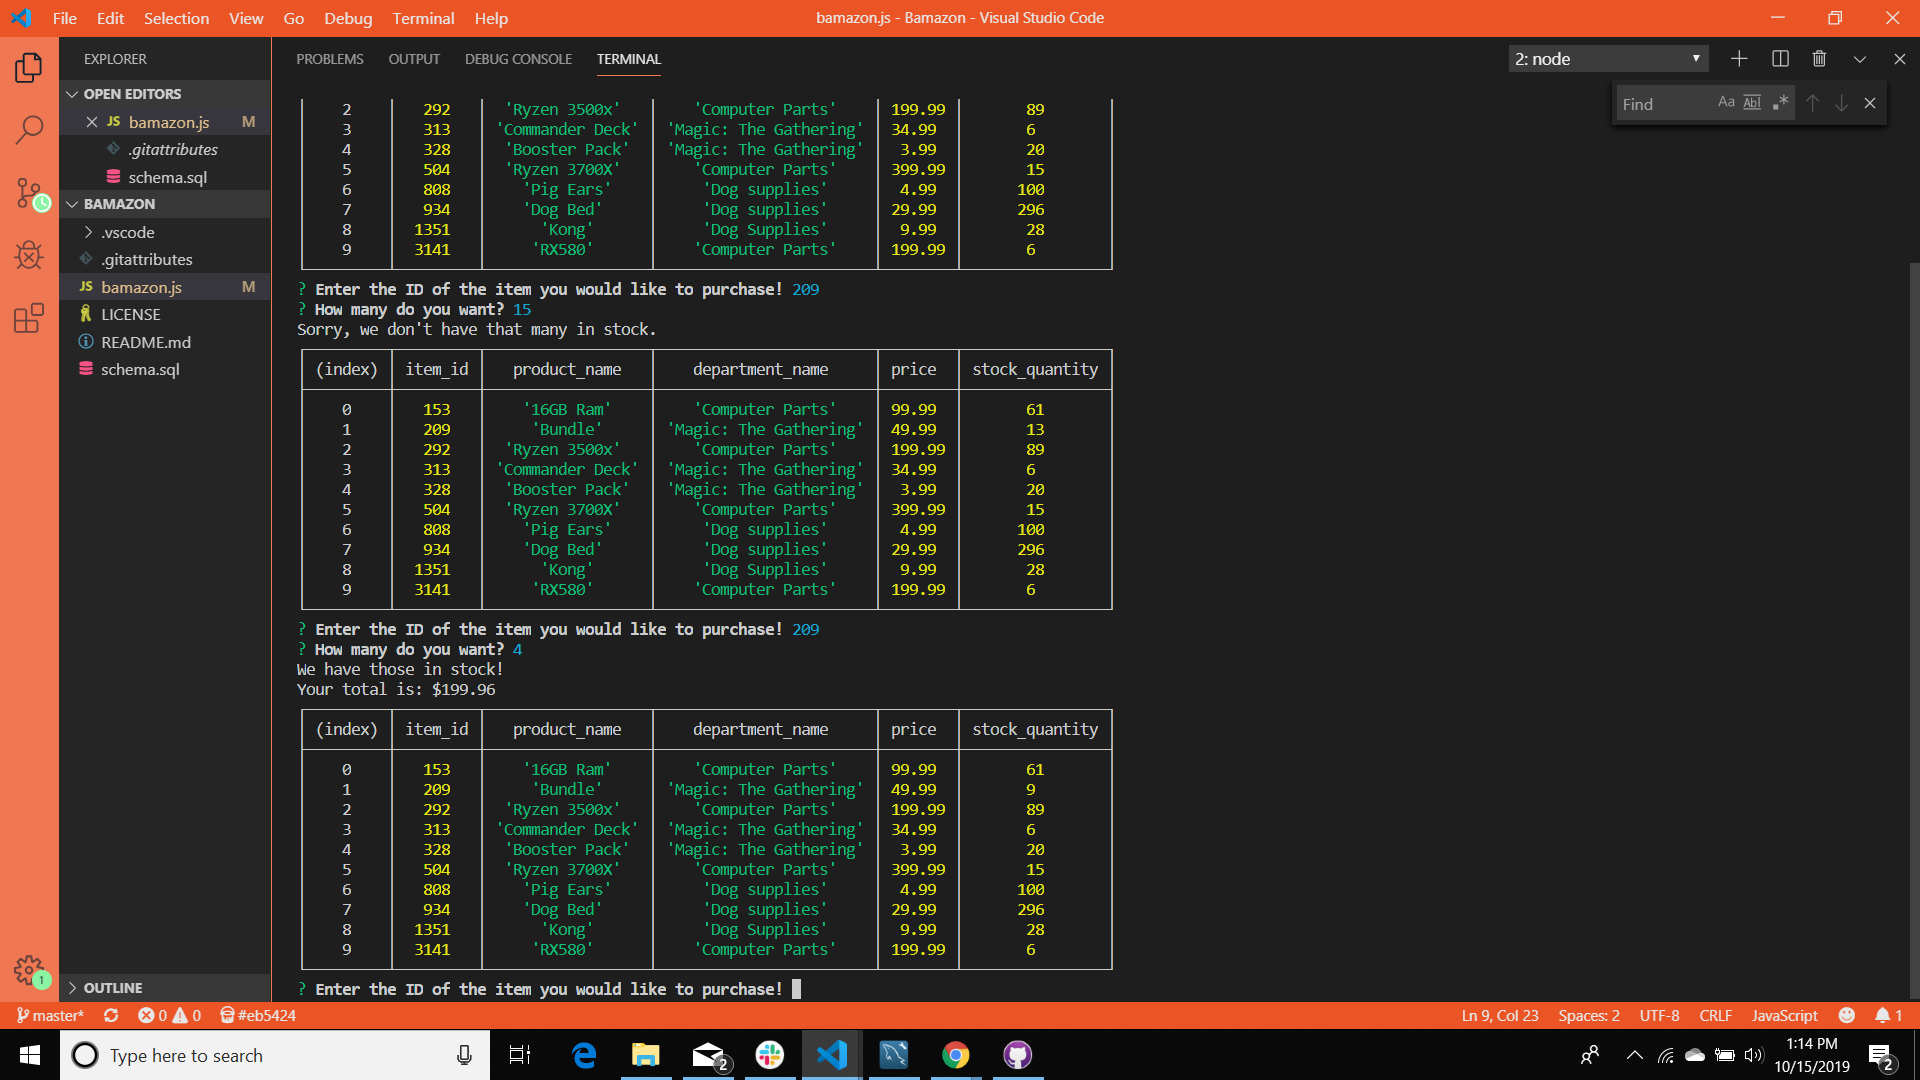 File Edit Selection View Go Debug Terminal Help
bamazon.js - Bamazon - Visual Studio Code
EXPLORER
OPEN EDITORS
JS bamazon.js M
.gitattributes
schema.sql
BAMAZON
.vscode
.gitattributes
JS bamazon.js M
LICENSE
README.md
schema.sql
OUTLINE
1
PROBLEMS OUTPUT DEBUG CONSOLE TERMINAL
2: node
Find Aa Abl .*
2 292 'Ryzen 3500x' 'Computer Parts' 199.99 89
3 313 'Commander Deck' 'Magic: The Gathering' 34.99 6
4 328 'Booster Pack' 'Magic: The Gathering' 3.99 20
5 504 'Ryzen 3700X' 'Computer Parts' 399.99 15
6 808 'Pig Ears' 'Dog supplies' 4.99 100
7 934 'Dog Bed' 'Dog supplies' 29.99 296
8 1351 'Kong' 'Dog Supplies' 9.99 28
9 3141 'RX580' 'Computer Parts' 199.99 6
? Enter the ID of the item you would like to purchase! 209
? How many do you want? 15
Sorry, we don't have that many in stock.
(index) item_id product_name department_name price stock_quantity
0 153 '16GB Ram' 'Computer Parts' 99.99 61
1 209 'Bundle' 'Magic: The Gathering' 49.99 13
2 292 'Ryzen 3500x' 'Computer Parts' 199.99 89
3 313 'Commander Deck' 'Magic: The Gathering' 34.99 6
4 328 'Booster Pack' 'Magic: The Gathering' 3.99 20
5 504 'Ryzen 3700X' 'Computer Parts' 399.99 15
6 808 'Pig Ears' 'Dog supplies' 4.99 100
7 934 'Dog Bed' 'Dog supplies' 29.99 296
8 1351 'Kong' 'Dog Supplies' 9.99 28
9 3141 'RX580' 'Computer Parts' 199.99 6
? Enter the ID of the item you would like to purchase! 209
? How many do you want? 4
We have those in stock!
Your total is: $199.96
(index) item_id product_name department_name price stock_quantity
0 153 '16GB Ram' 'Computer Parts' 99.99 61
1 209 'Bundle' 'Magic: The Gathering' 49.99 9
2 292 'Ryzen 3500x' 'Computer Parts' 199.99 89
3 313 'Commander Deck' 'Magic: The Gathering' 34.99 6
4 328 'Booster Pack' 'Magic: The Gathering' 3.99 20
5 504 'Ryzen 3700X' 'Computer Parts' 399.99 15
6 808 'Pig Ears' 'Dog supplies' 4.99 100
7 934 'Dog Bed' 'Dog supplies' 29.99 296
8 1351 'Kong' 'Dog Supplies' 9.99 28
9 3141 'RX580' 'Computer Parts' 199.99 6
? Enter the ID of the item you would like to purchase!
master* 0 0 #eb5424 Ln 9, Col 23 Spaces: 2 UTF-8 CRLF JavaScript 1
Type here to search 2 1:14 PM
10/15/2019 2